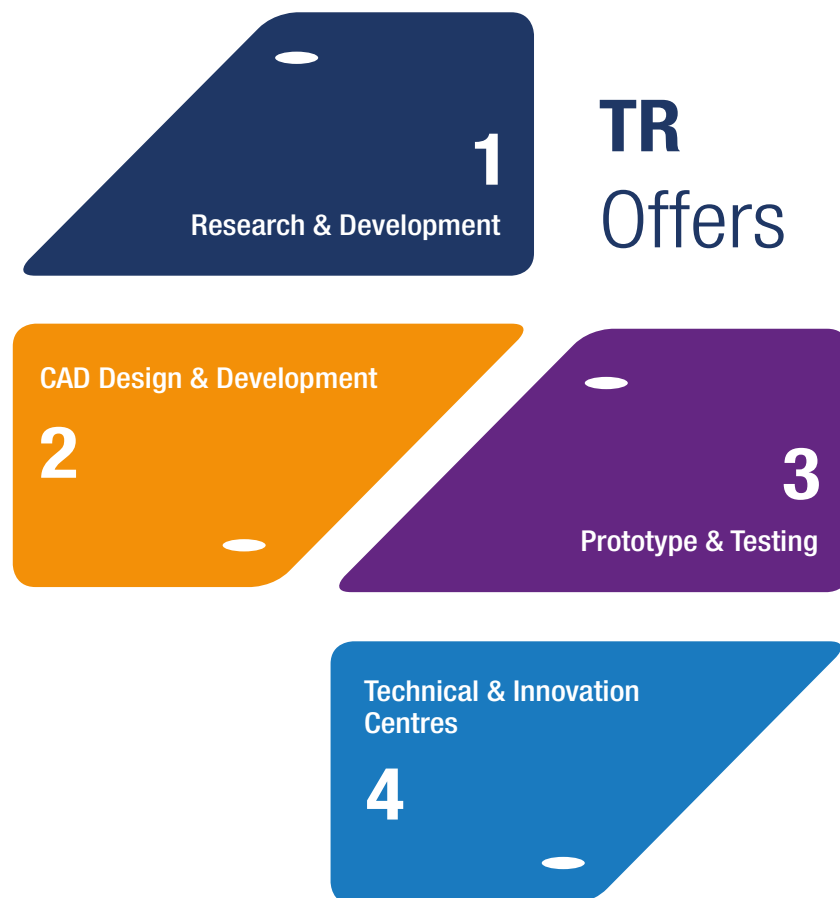 TR
Offers
1
Research & Development
CAD Design & Development
2
3
Prototype & Testing
Technical & Innovation
Centres
4